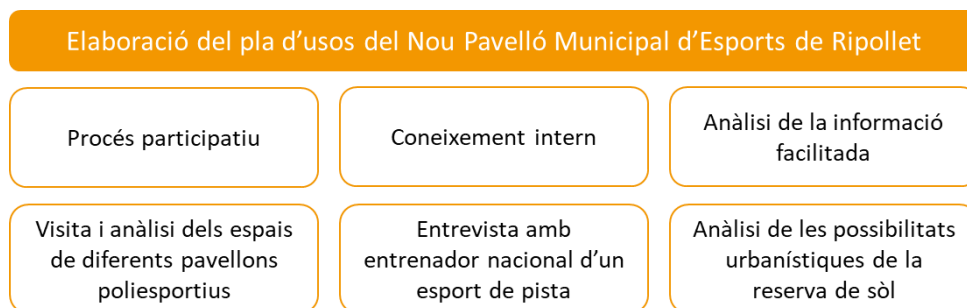 Elaboració del pla d'usos del Nou Pavelló Municipal d'Esports de Ripollet
Procés participatiu
Coneixement intern
Anàlisi de la informació
facilitada
Visita i anàlisi dels espais
de diferents pavellons
poliesportius
Entrevista amb
entrenador nacional d'un
esport de pista
Anàlisi de les possibilitats
urbanístiques de la
reserva de sòl